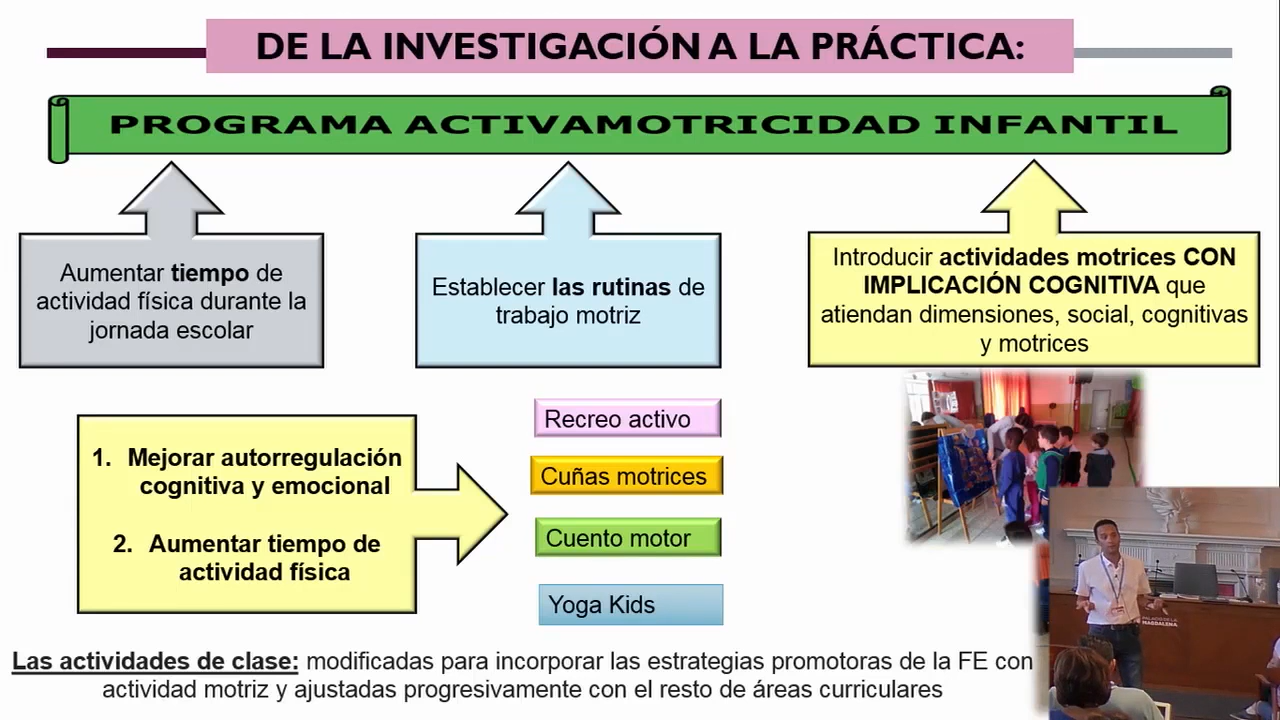 DE LA INVESTIGACIÓN A LA PRÁCTICA:
PROGRAMA ACTIVAMOTRICIDAD INFANTIL
Aumentar tiempo de
actividad física durante la
jornada escolar
Establecer las rutinas de
trabajo motriz
Introducir actividades motrices CON
IMPLICACIÓN COGNITIVA que
atiendan dimensiones, social, cognitivas
y motrices
1. Mejorar autorregulación
cognitiva y emocional
2. Aumentar tiempo de
actividad física
Recreo activo
Cuñas motrices
Cuento motor
Yoga Kids
Las actividades de clase: modificadas para incorporar las estrategias promotoras de la FE con
actividad motriz y ajustadas progresivamente con el resto de áreas curriculares
PALACIO DE LA
MAGDALENA